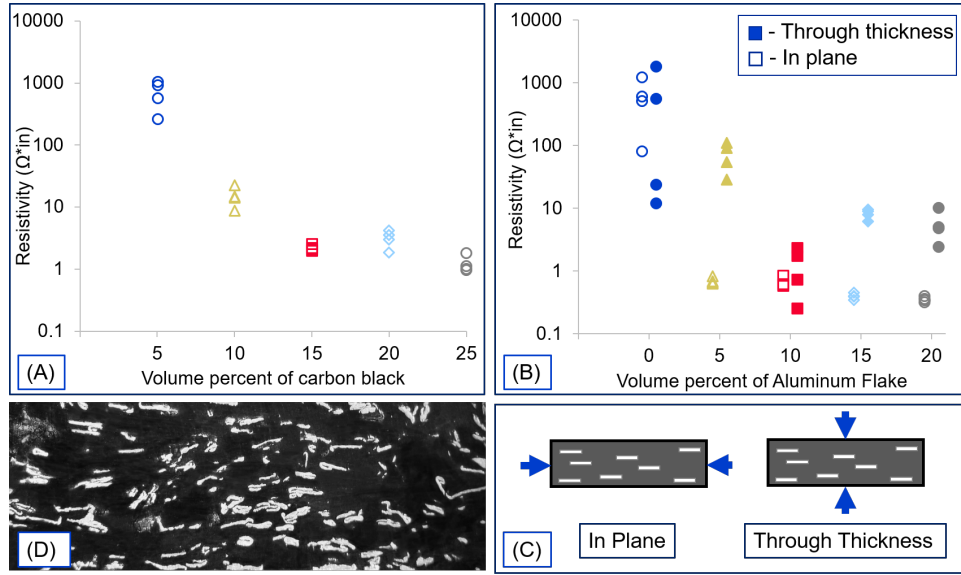 10000
1000
100
10
1
0.1
Resistivity (Ω*in)
5 10 15 20 25
Volume percent of carbon black
(A)
10000
1000
100
10
1
0.1
Resistivity (Ω*in)
- Through thickness
- In plane
0 5 10 15 20
Volume percent of Aluminum Flake
(B)
(D)
In Plane
Through Thickness
(C)